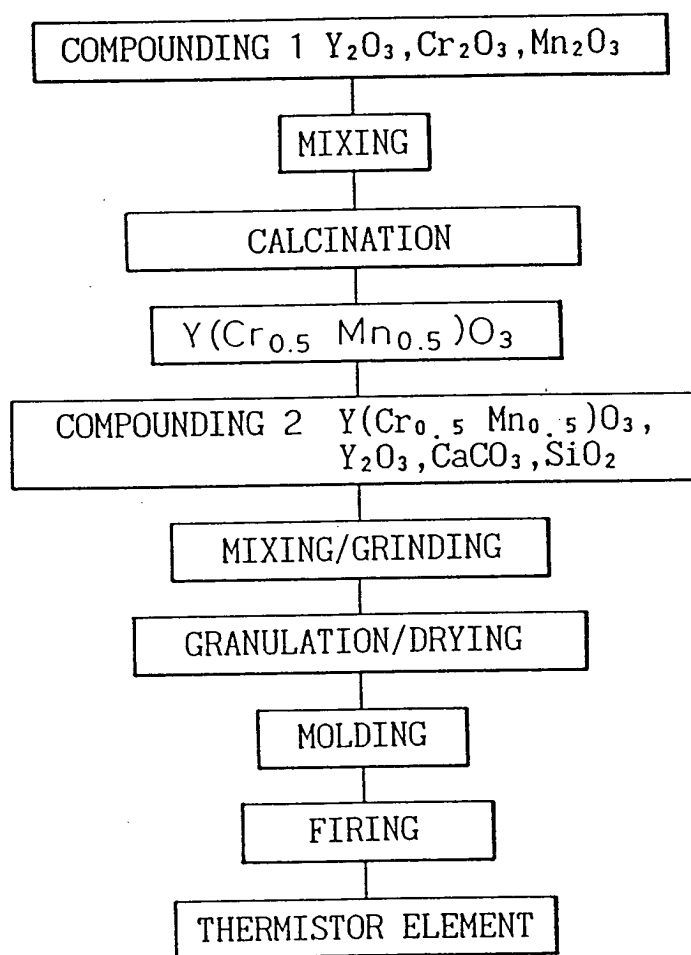 COMPOUNDING 1 Y₂O₃,Cr₂O₃,Mn₂O₃
MIXING
CALCINATION
Y(Cr₀.₅ Mn₀.₅)O₃
COMPOUNDING 2 Y(Cr₀.₅ Mn₀.₅)O₃,
Y₂O₃,CaCO₃,SiO₂
MIXING/GRINDING
GRANULATION/DRYING
MOLDING
FIRING
THERMISTOR ELEMENT